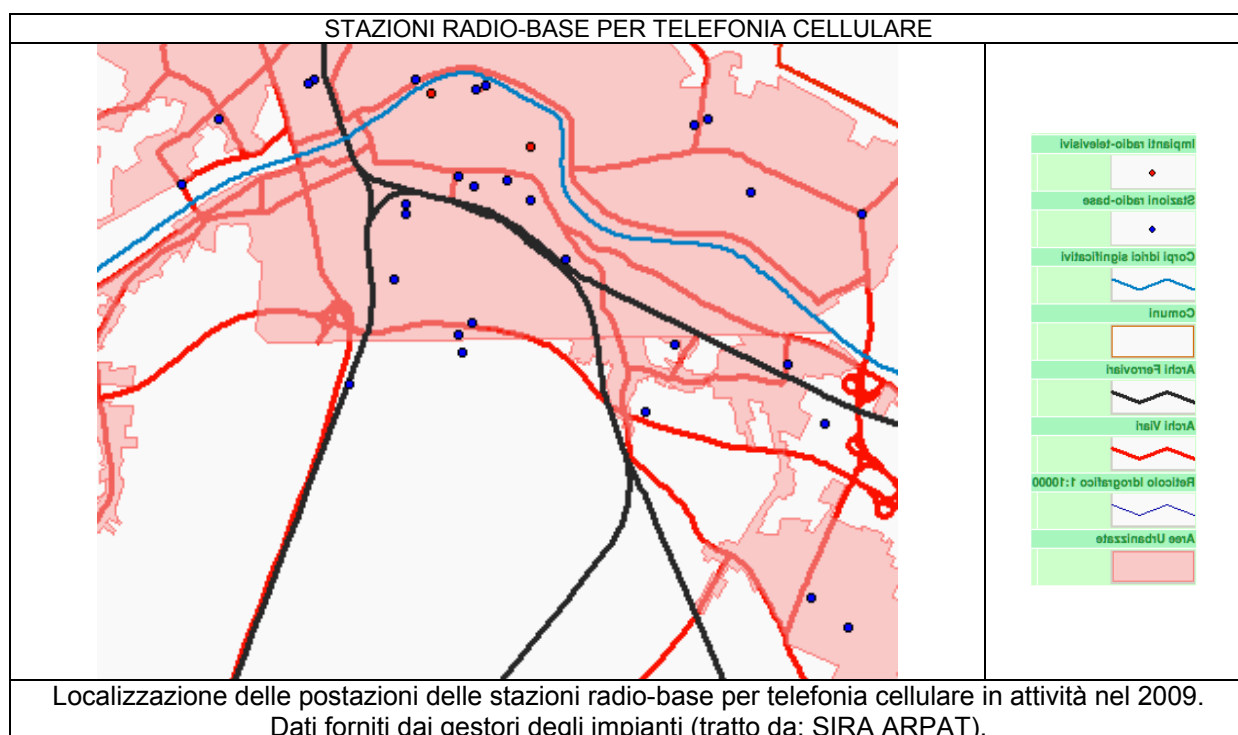 STAZIONI RADIO-BASE PER TELEFONIA CELLULARE
Impianti radio-televisivi
Stazioni radio-base
Corpi idrici significativi
Comuni
Archi Ferroviari
Archi Viari
Reticolo Idrografico 1:10000
Aree Urbanizzate
Localizzazione delle postazioni delle stazioni radio-base per telefonia cellulare in attività nel 2009.
Dati forniti dai gestori degli impianti (tratto da: SIRA ARPAT).